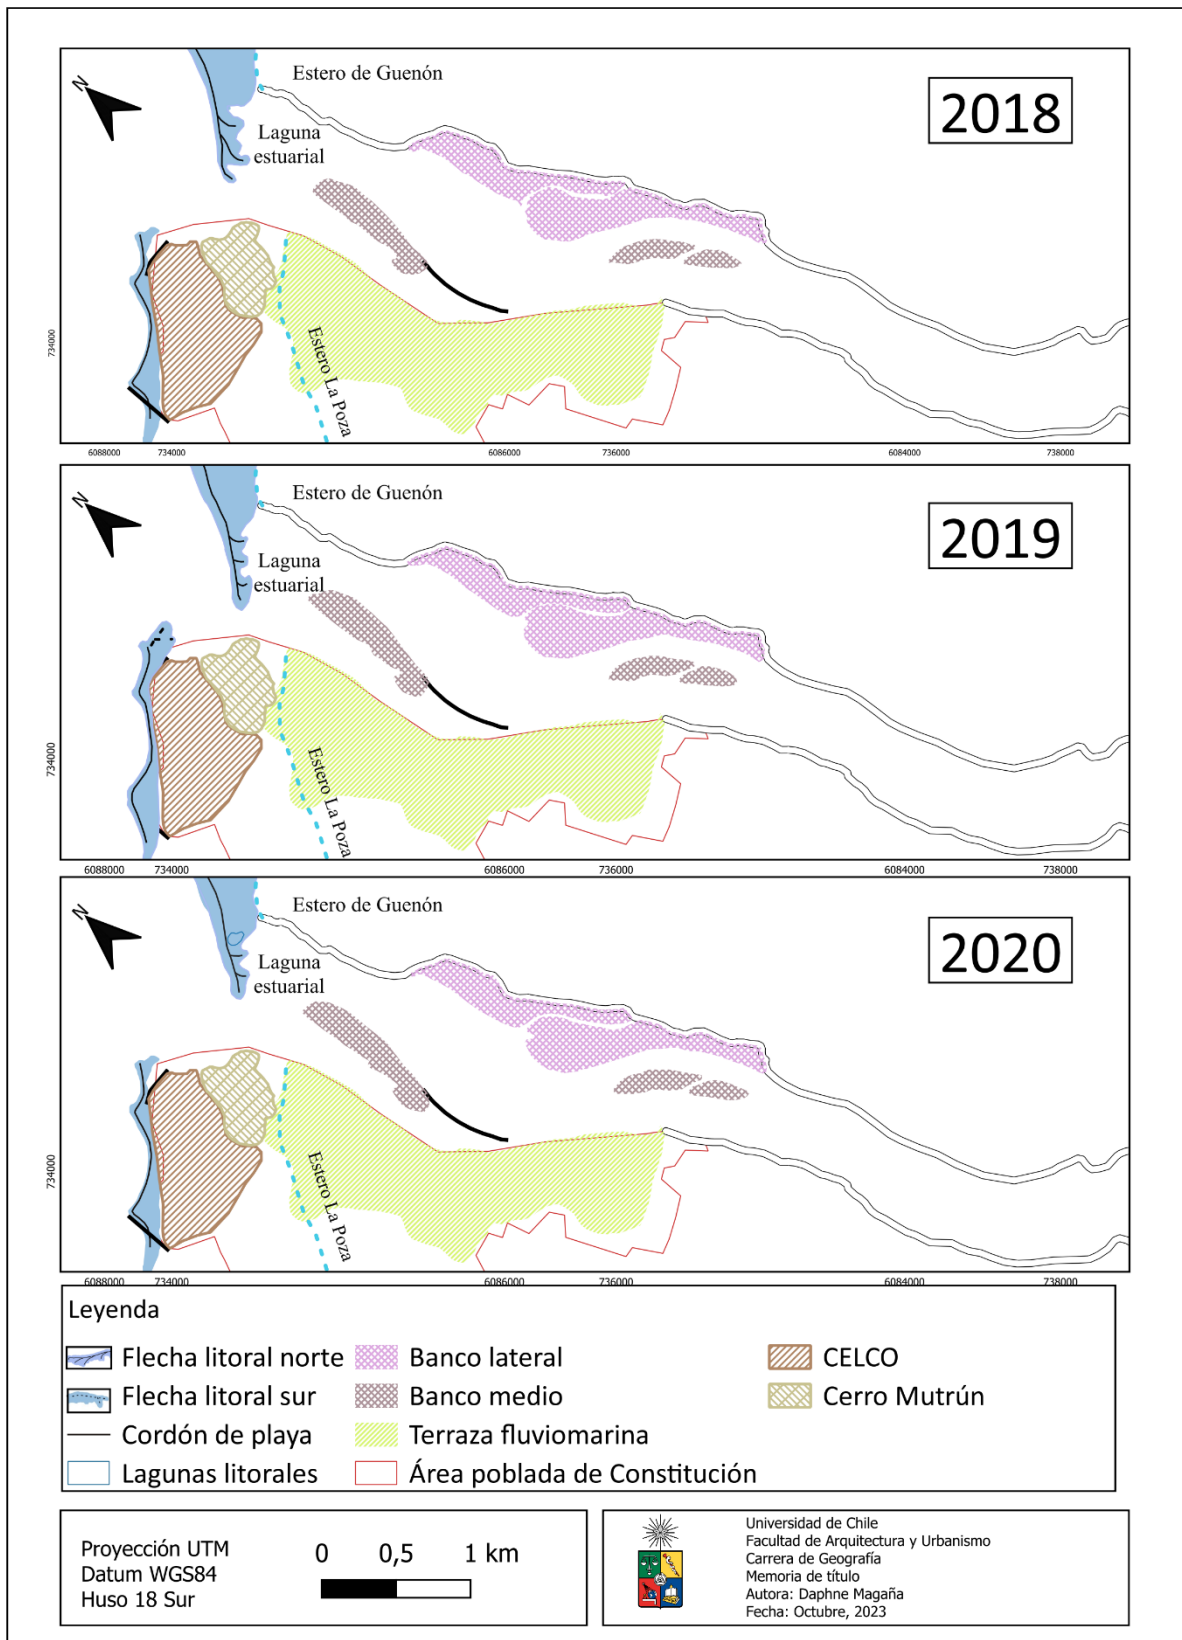 N
Estero de Guenón
2018
Laguna
estuarial
734000
Estero La Poza
6088000 734000 6086000 736000 6084000 738000
N
Estero de Guenón
2019
Laguna
estuarial
734000
Estero La Poza
6088000 734000 6086000 736000 6084000 738000
N
Estero de Guenón
2020
Laguna
estuarial
734000
Estero La Poza
6088000 734000 6086000 736000 6084000 738000
Leyenda
Flecha litoral norte
Banco lateral
CELCO
Flecha litoral sur
Banco medio
Cerro Mutrún
Cordón de playa
Terraza fluviomarina
Lagunas litorales
Área poblada de Constitución
Proyección UTM
Datum WGS84
Huso 18 Sur
0 0,5 1 km
Universidad de Chile
Facultad de Arquitectura y Urbanismo
Carrera de Geografía
Memoria de título
Autora: Daphne Magaña
Fecha: Octubre, 2023